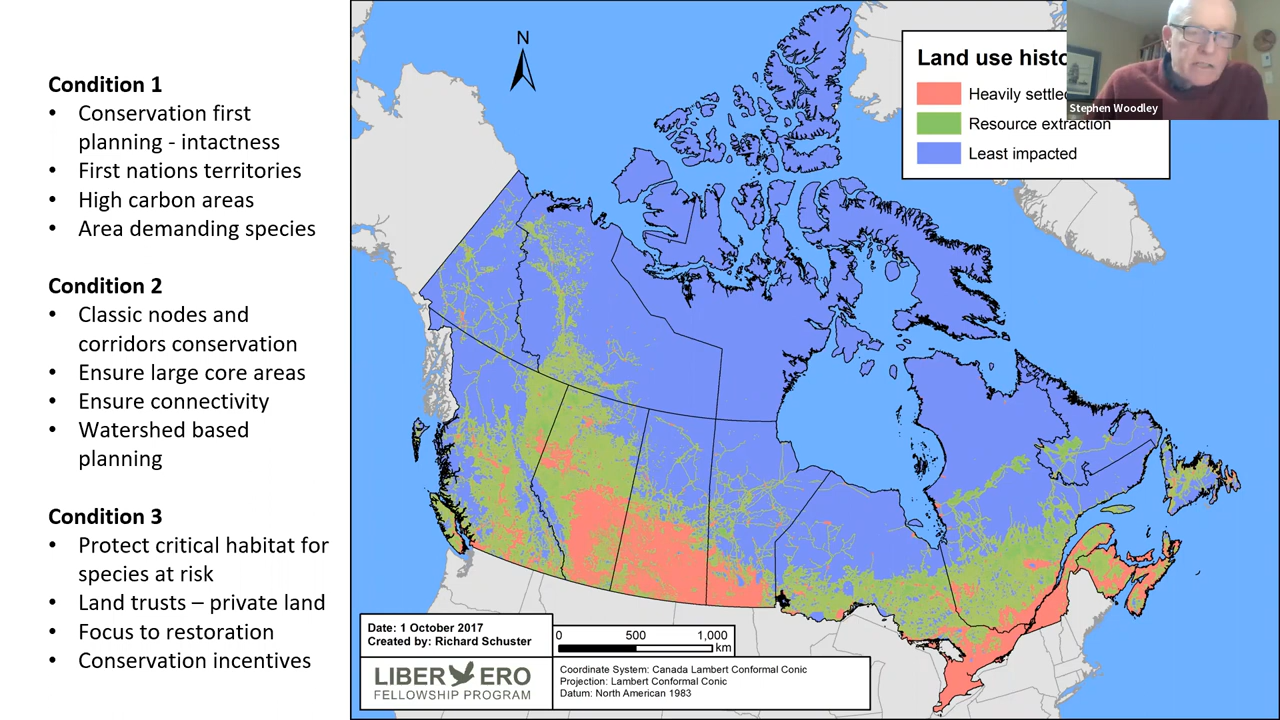 Condition 1
• Conservation first
planning - intactness
• First nations territories
• High carbon areas
• Area demanding species
Condition 2
• Classic nodes and
corridors conservation
• Ensure large core areas
• Ensure connectivity
• Watershed based
planning
Condition 3
• Protect critical habitat for
species at risk
• Land trusts – private land
• Focus to restoration
• Conservation incentives
N
Land use histo
Heavily settled
Resource extraction
Least impacted
Stephen Woodley
Date: 1 October 2017
Created by: Richard Schuster
0 500 1,000
km
LIBER ERO
FELLOWSHIP PROGRAM
Coordinate System: Canada Lambert Conformal Conic
Projection: Lambert Conformal Conic
Datum: North American 1983